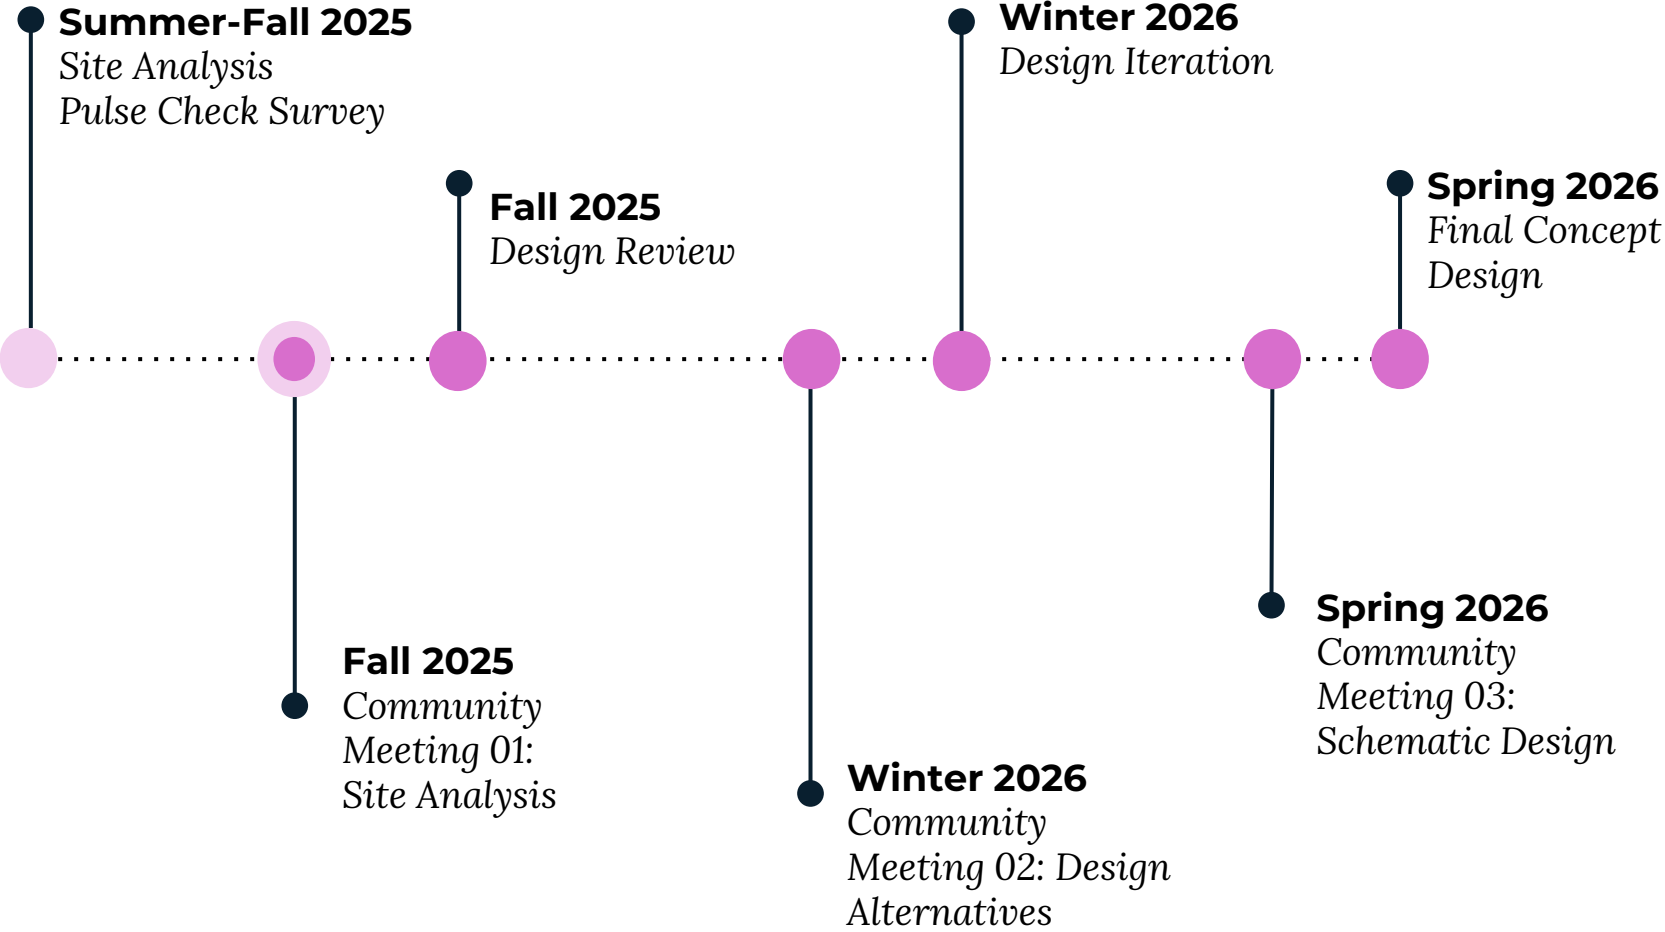 Summer-Fall 2025
Site Analysis
Pulse Check Survey
Fall 2025
Community
Meeting 01:
Site Analysis
Fall 2025
Design Review
Winter 2026
Community
Meeting 02: Design
Alternatives
Winter 2026
Design Iteration
Spring 2026
Community
Meeting 03:
Schematic Design
Spring 2026
Final Concept
Design